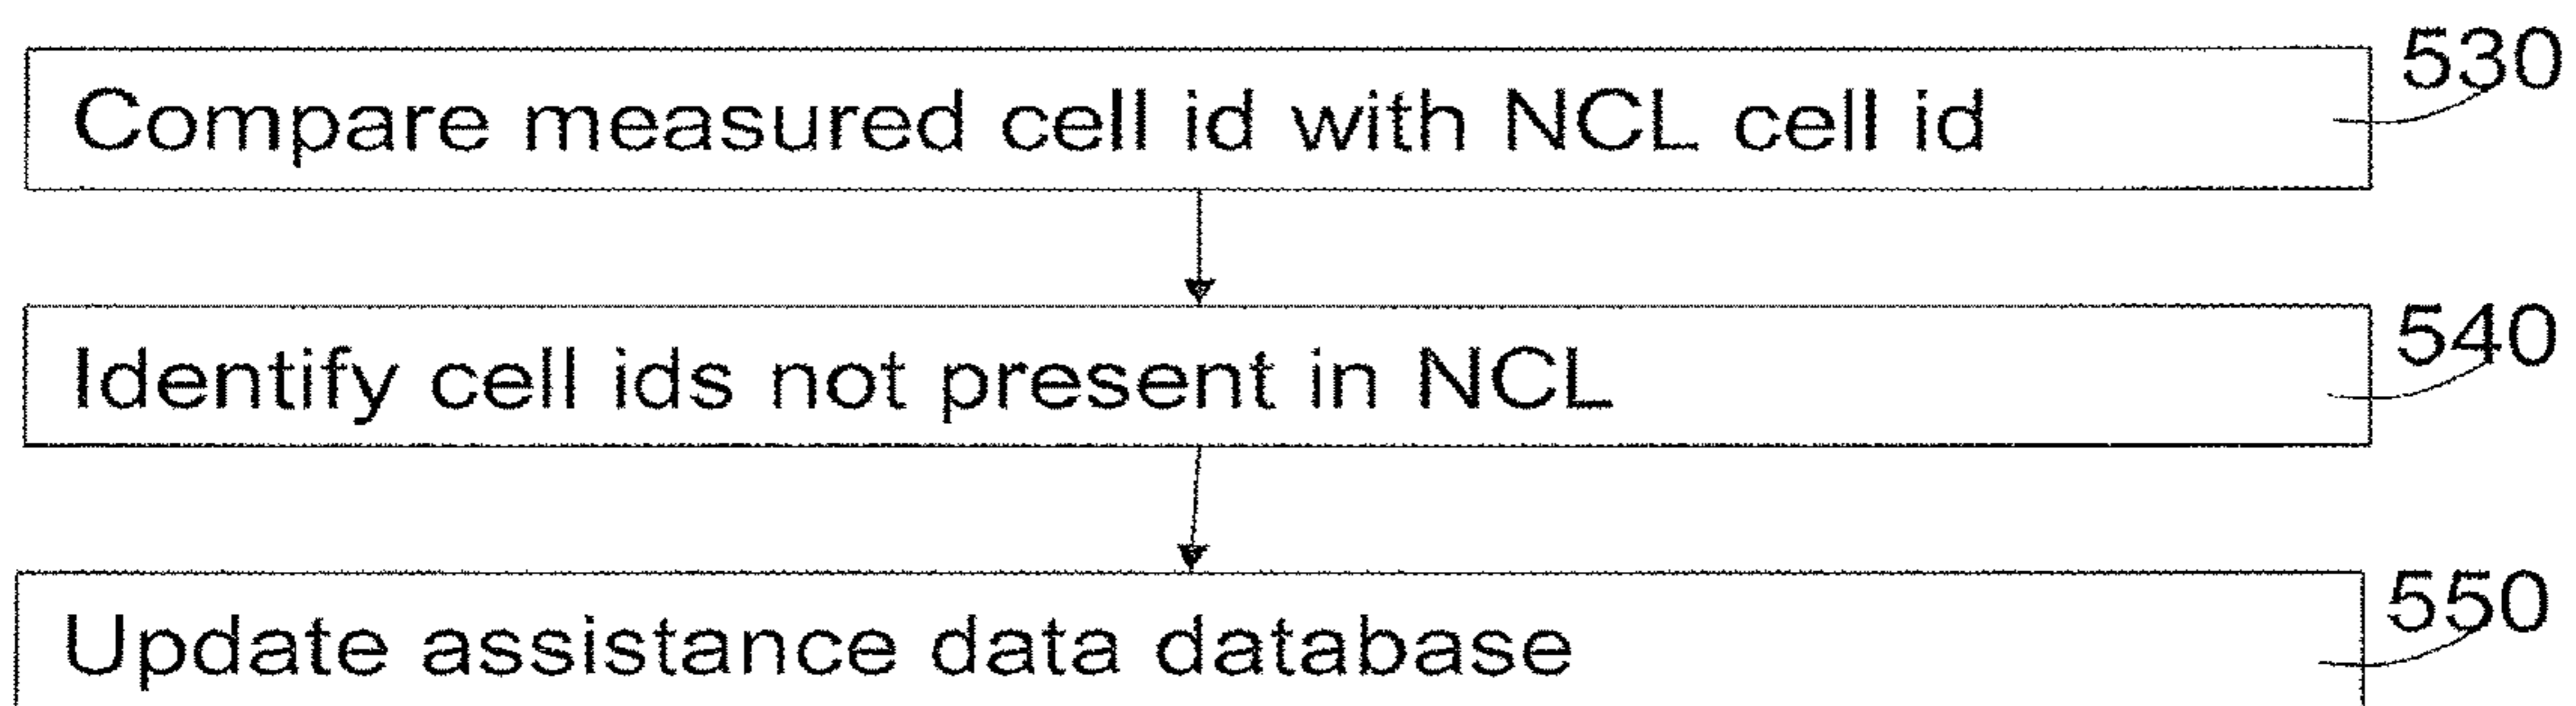 530
Compare measured cell id with NCL cell id
540
Identify cell ids not present in NCL
550
Update assistance data database